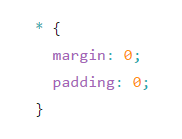 * {
  margin: 0;
  padding: 0;
}